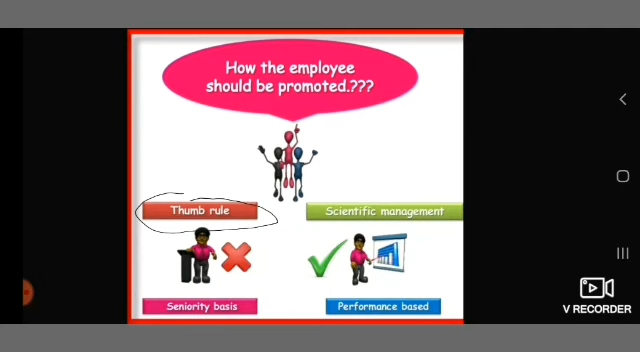 How the employee
should be promoted.???
Thumb rule
Scientific management
Seniority basis
Performance based
V RECORDER